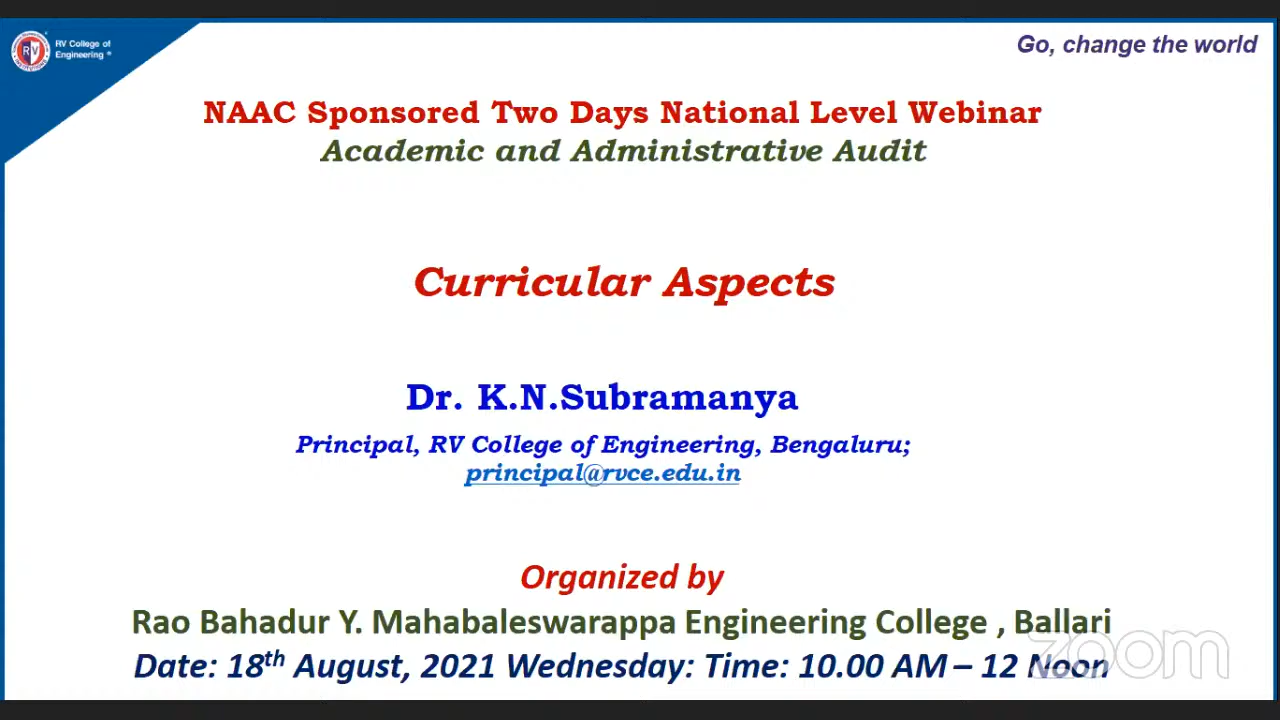 RV College of
Engineering ®
Go, change the world
NAAC Sponsored Two Days National Level Webinar
Academic and Administrative Audit
Curricular Aspects
Dr. K.N.Subramanya
Principal, RV College of Engineering, Bengaluru;
principal@rvce.edu.in
Organized by
Rao Bahadur Y. Mahabaleswarappa Engineering College , Ballari
Date: 18th August, 2021 Wednesday: Time: 10.00 AM – 12 Noon
zoom